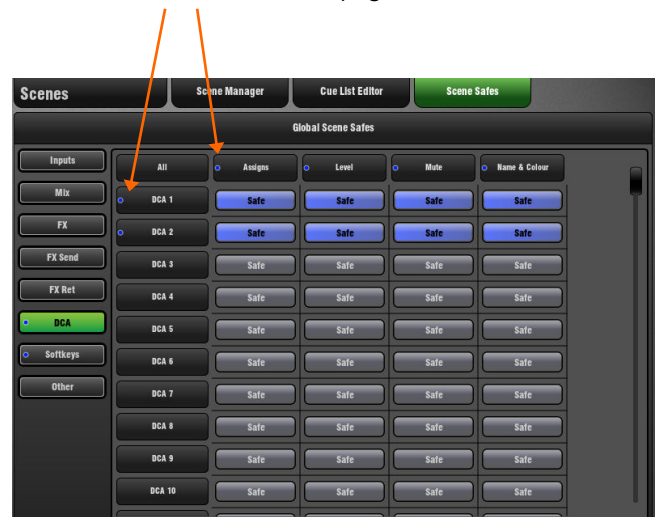 Scenes Scene Manager Cue List Editor Scene Safes
Global Scene Safes
Inputs All Assigns Level Mute Name & Colour
Mix DCA 1 Safe Safe Safe Safe
FX DCA 2 Safe Safe Safe Safe
FX Send DCA 3 Safe Safe Safe Safe
FX Ret DCA 4 Safe Safe Safe Safe
DCA DCA 5 Safe Safe Safe Safe
Softkeys DCA 6 Safe Safe Safe Safe
Other DCA 7 Safe Safe Safe Safe
DCA 8 Safe Safe Safe Safe
DCA 9 Safe Safe Safe Safe
DCA 10 Safe Safe Safe Safe